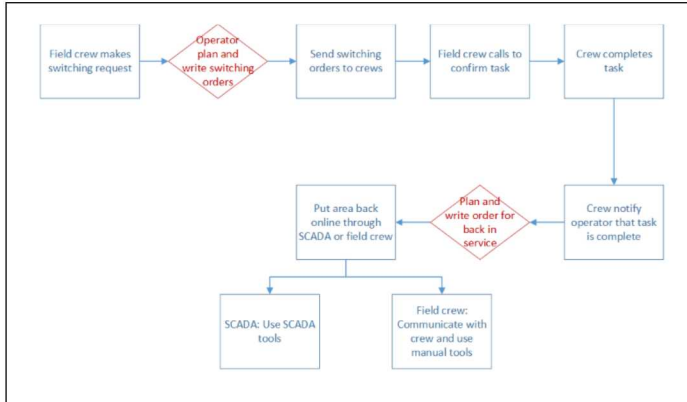 Field crew makes
switching request
Operator
plan and
write switching
orders
Send switching
orders to crews
Field crew calls to
confirm task
Crew completes
task
Crew notify
operator that task
is complete
Plan and
write order for
back in
service
Put area back
online through
SCADA or field crew
SCADA: Use SCADA
tools
Field crew:
Communicate with
crew and use
manual tools